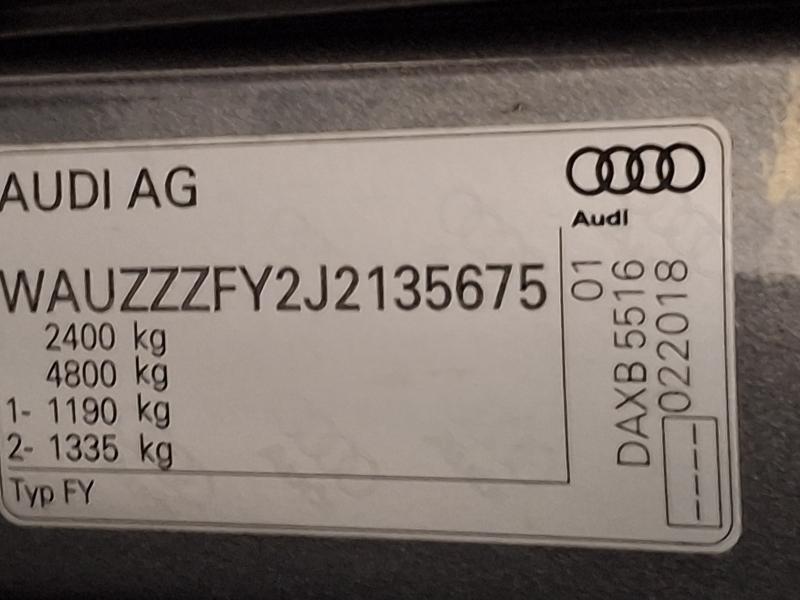 AUDI AG
Audi
WAUZZZFY2J2135675
2400 kg
4800 kg
1- 1190 kg
2- 1335 kg
Typ FY
01
DAXB 5516
022018
----